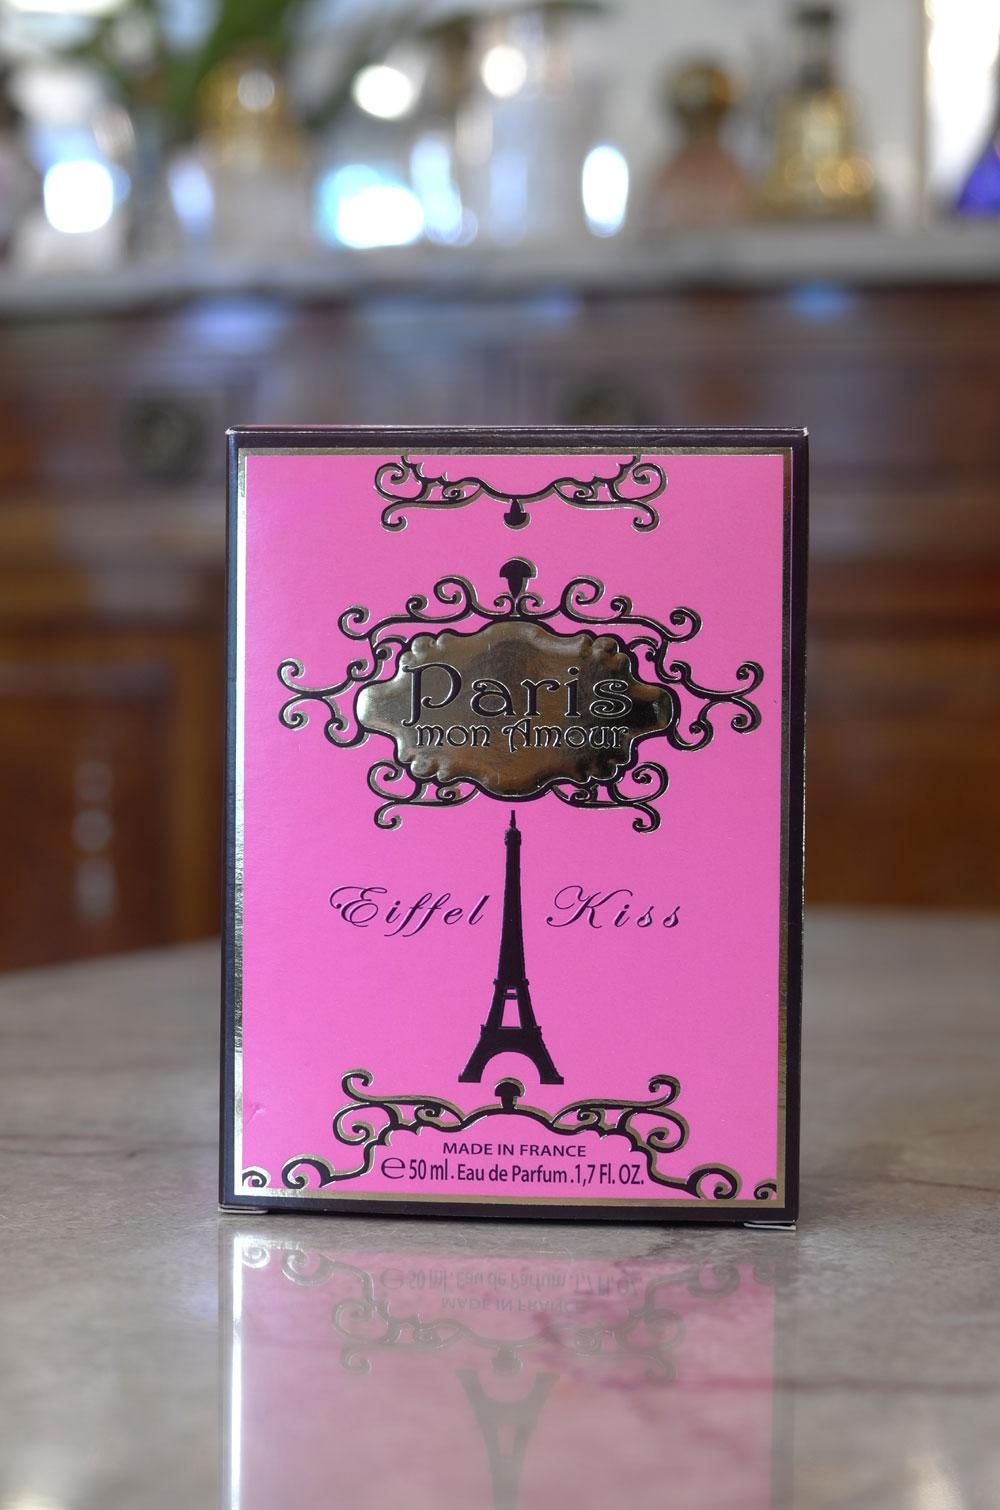 Paris
mon Amour
Eiffel Kiss
MADE IN FRANCE
℮50 ml. Eau de Parfum .1,7 Fl. OZ.